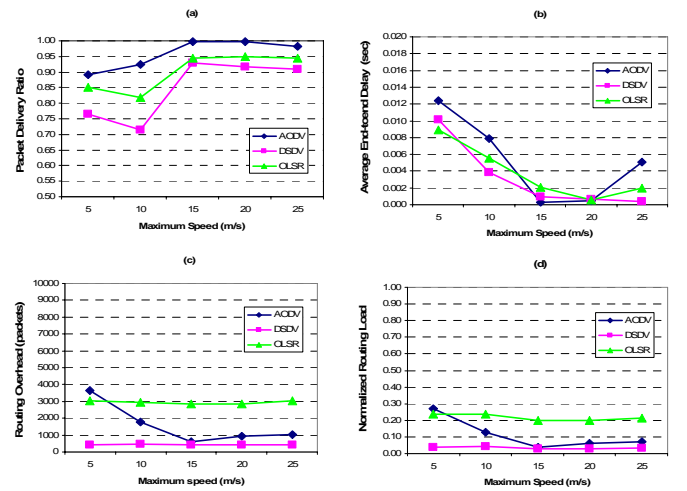 (a)
1.00
0.95
0.90
0.85
0.80
0.75
0.70
0.65
0.60
0.55
0.50
Packet Delivery Ratio
AODV
DSDV
OLSR
5 10 15 20 25
Maximum Speed (m/s)
(b)
0.020
0.018
0.016
0.014
0.012
0.010
0.008
0.006
0.004
0.002
0.000
Average End-to-end Delay (sec)
AODV
DSDV
OLSR
5 10 15 20 25
Maximum Speed (m/s)
(c)
10000
9000
8000
7000
6000
5000
4000
3000
2000
1000
0
Routing Overhead (packets)
AODV
DSDV
OLSR
5 10 15 20 25
Maximum speed (m/s)
(d)
1.00
0.90
0.80
0.70
0.60
0.50
0.40
0.30
0.20
0.10
0.00
Normalized Routing Load
AODV
DSDV
OLSR
5 10 15 20 25
Maximum Speed (m/s)